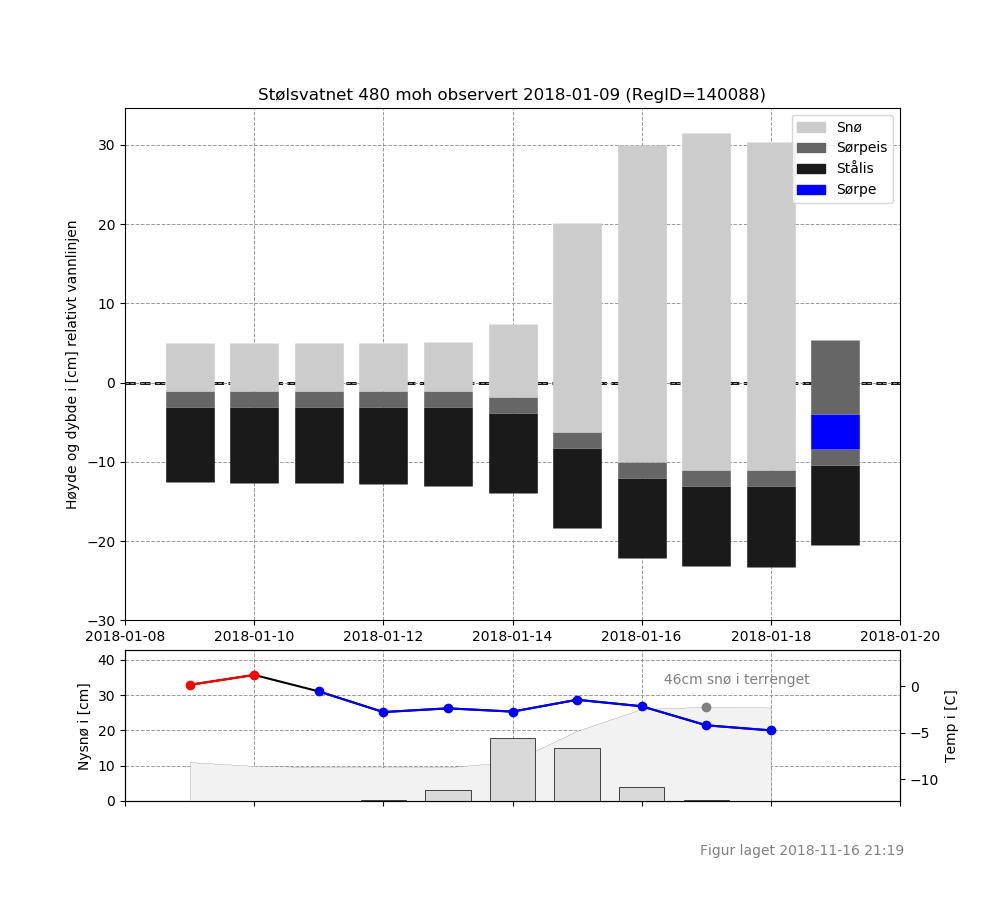 Stølsvatnet 480 moh observert 2018-01-09 (RegID=140088)
Snø
Sørpeis
Stålis
Sørpe
Høyde og dybde i [cm] relativt vannlinjen
30
20
10
0
−10
−20
−30
2018-01-08 2018-01-10 2018-01-12 2018-01-14 2018-01-16 2018-01-18 2018-01-20
46cm snø i terrenget
Nysnø i [cm]
40
30
20
10
0
0
−5
−10
Temp i [C]
Figur laget 2018-11-16 21:19